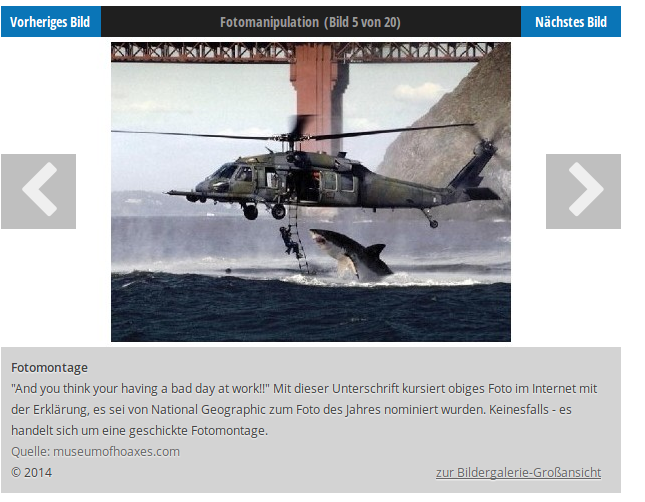 Vorheriges Bild
Fotomanipulation (Bild 5 von 20)
Nächstes Bild
Fotomontage
"And you think your having a bad day at work!!" Mit dieser Unterschrift kursiert obiges Foto im Internet mit
der Erklärung, es sei von National Geographic zum Foto des Jahres nominiert wurden. Keinesfalls - es
handelt sich um eine geschickte Fotomontage.
Quelle: museumofhoaxes.com
© 2014
zur Bildergalerie-Großansicht